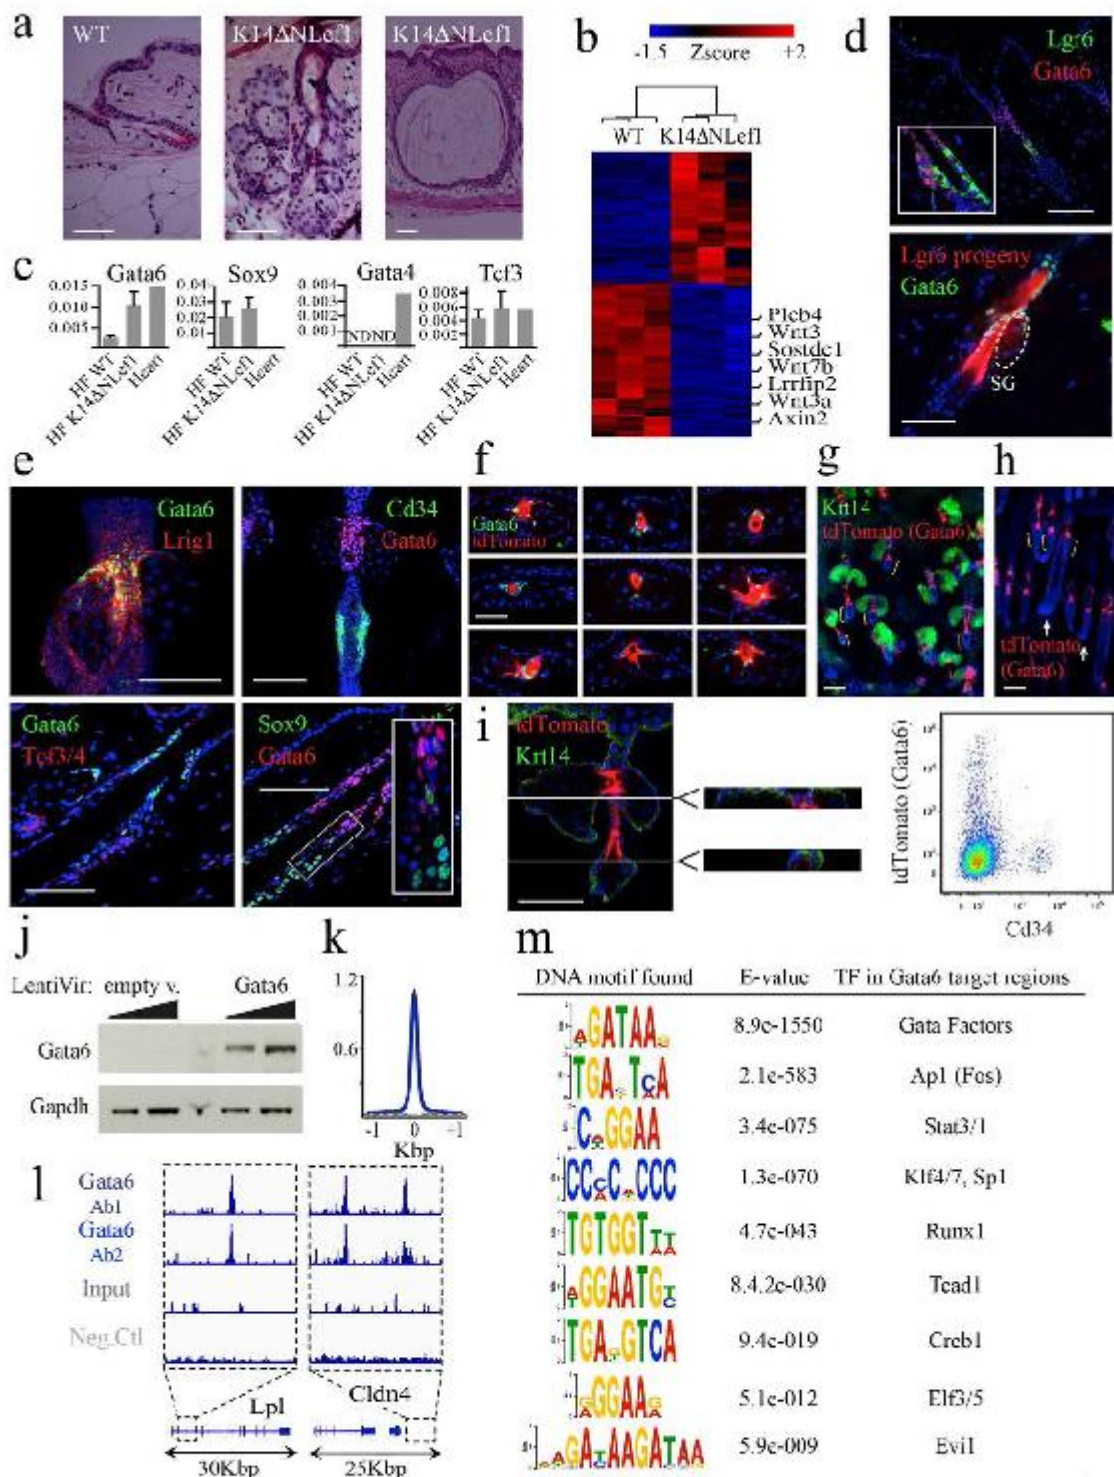 a
WT
K14ΔNLef1
K14ΔNLef1
b
-1.5 Zscore +2
WT K14ΔNLef1
Plcb4
Wnt3
Sostdc1
Wnt7b
Lrrfip2
Wnt3a
Axin2
c
Gata6
0.015
0.010
0.005
HF WT
HF K14ΔNLef1
Heart
Sox9
0.04
0.03
0.02
0.01
HF WT
HF K14ΔNLef1
Heart
Gata4
0.004
0.003
0.002
0.001
NDND
HF WT
HF K14ΔNLef1
Heart
Tcf3
0.008
0.006
0.004
0.002
HF WT
HF K14ΔNLef1
Heart
d
Lgr6
Gata6
Lgr6 progeny
Gata6
SG
e
Gata6
Lrig1
Cd34
Gata6
Gata6
Tcf3/4
Sox9
Gata6
f
Gata6
tdTomato
g
Krt14
tdTomato (Gata6)
h
tdTomato
(Gata6)
i
tdTomato
Krt14
tdTomato (Gata6)
Cd34
j
LentiVir: empty v. Gata6
Gata6
Gapdh
k
1.2
0.6
-1 0 +1
Kbp
l
Gata6
Ab1
Gata6
Ab2
Input
Neg.Ctl
Lpl
Cldn4
30Kbp
25Kbp
m
DNA motif found E-value TF in Gata6 target regions
8.9e-1550 Gata Factors
2.1e-583 Ap1 (Fos)
3.4e-075 Stat3/1
1.3e-070 Klf4/7, Sp1
4.7e-043 Runx1
8.4.2e-030 Tead1
9.4e-019 Creb1
5.1e-012 Elf3/5
5.9e-009 Evi1